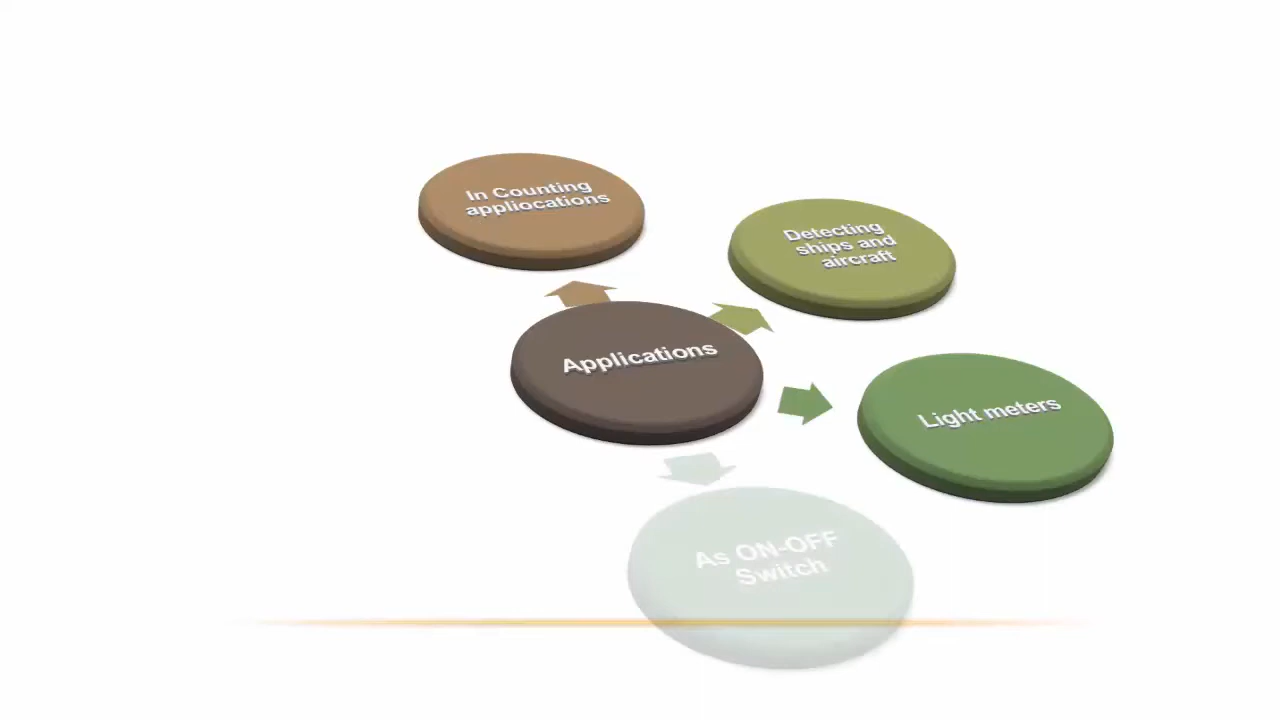 In Counting
appliocations
Detecting
ships and
aircraft
Applications
Light meters
As ON-OFF
Switch